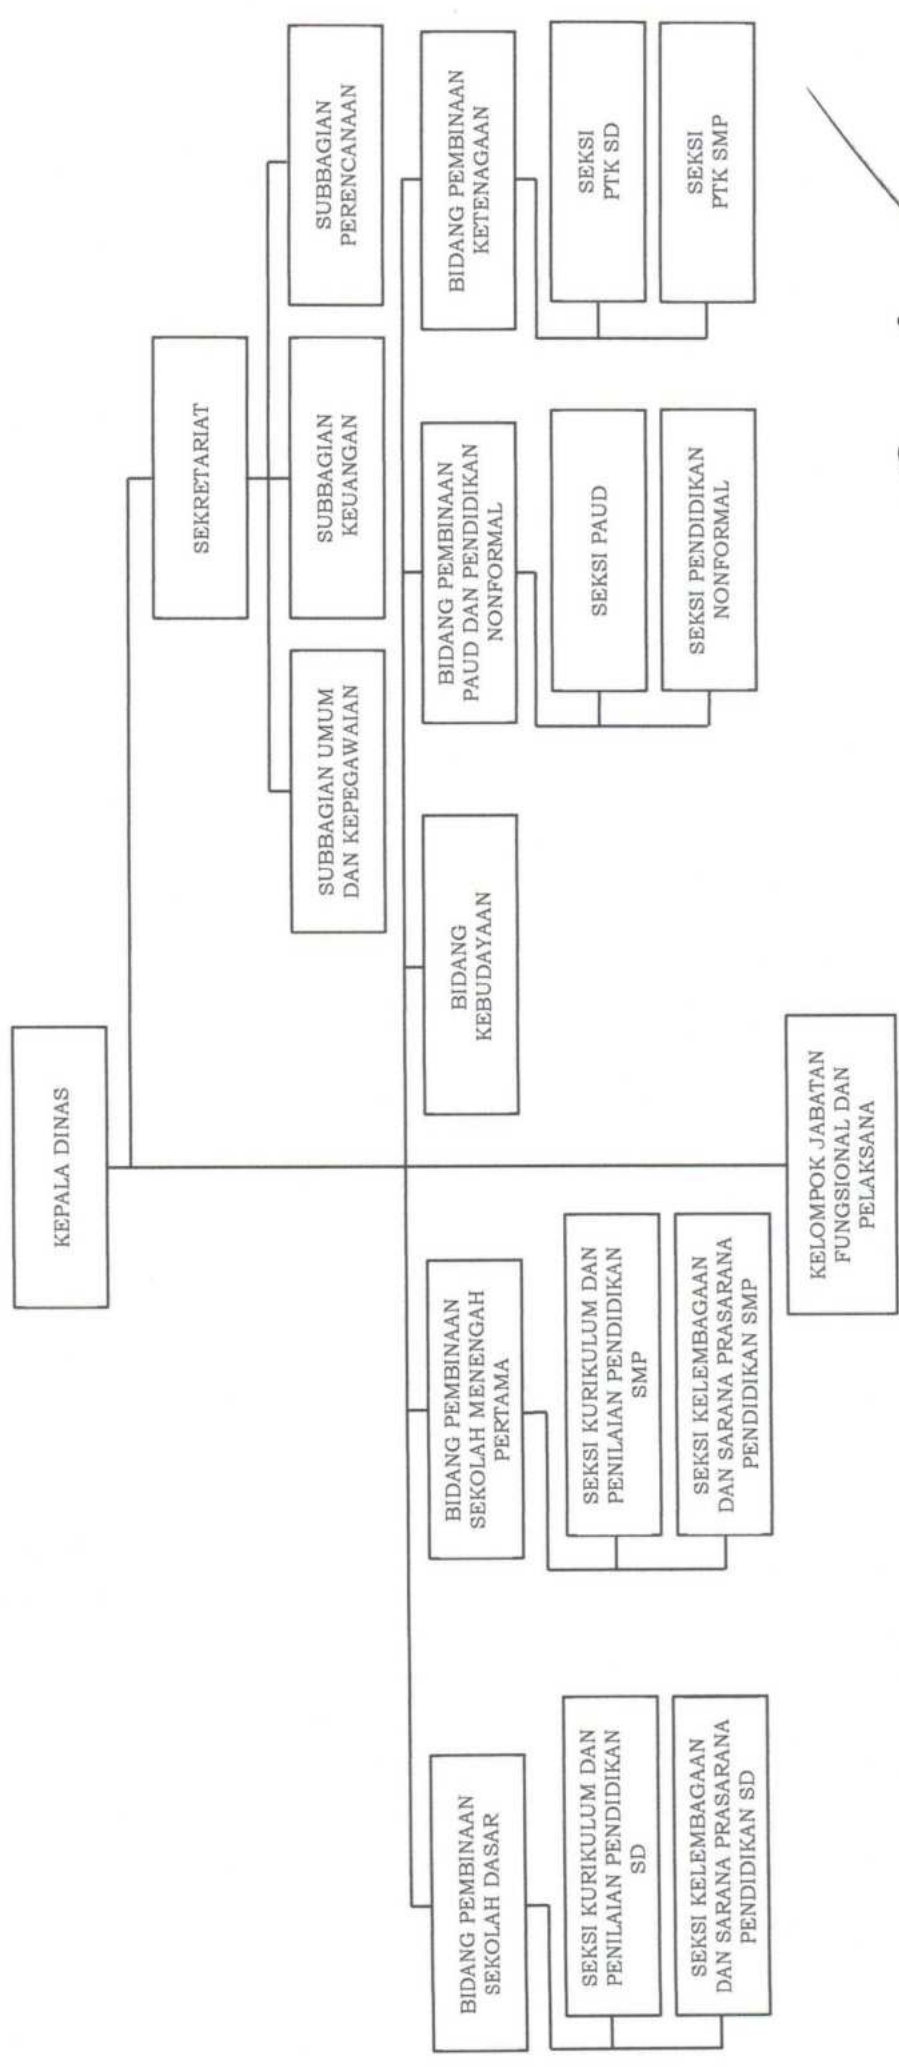 KEPALA DINAS
SEKRETARIAT
SUBBAGIAN UMUM
DAN KEPEGAWAIAN
SUBBAGIAN
KEUANGAN
SUBBAGIAN
PERENCANAAN
BIDANG PEMBINAAN
SEKOLAH DASAR
BIDANG PEMBINAAN
SEKOLAH MENENGAH
PERTAMA
BIDANG
KEBUDAYAAN
BIDANG PEMBINAAN
PAUD DAN PENDIDIKAN
NONFORMAL
BIDANG PEMBINAAN
KETENAGAAN
SEKSI KURIKULUM DAN
PENILAIAN PENDIDIKAN
SD
SEKSI KELEMBAGAAN
DAN SARANA PRASARANA
PENDIDIKAN SD
SEKSI KURIKULUM DAN
PENILAIAN PENDIDIKAN
SMP
SEKSI KELEMBAGAAN
DAN SARANA PRASARANA
PENDIDIKAN SMP
SEKSI PAUD
SEKSI PENDIDIKAN
NONFORMAL
SEKSI
PTK SD
SEKSI
PTK SMP
KELOMPOK JABATAN
FUNGSIONAL DAN
PELAKSANA